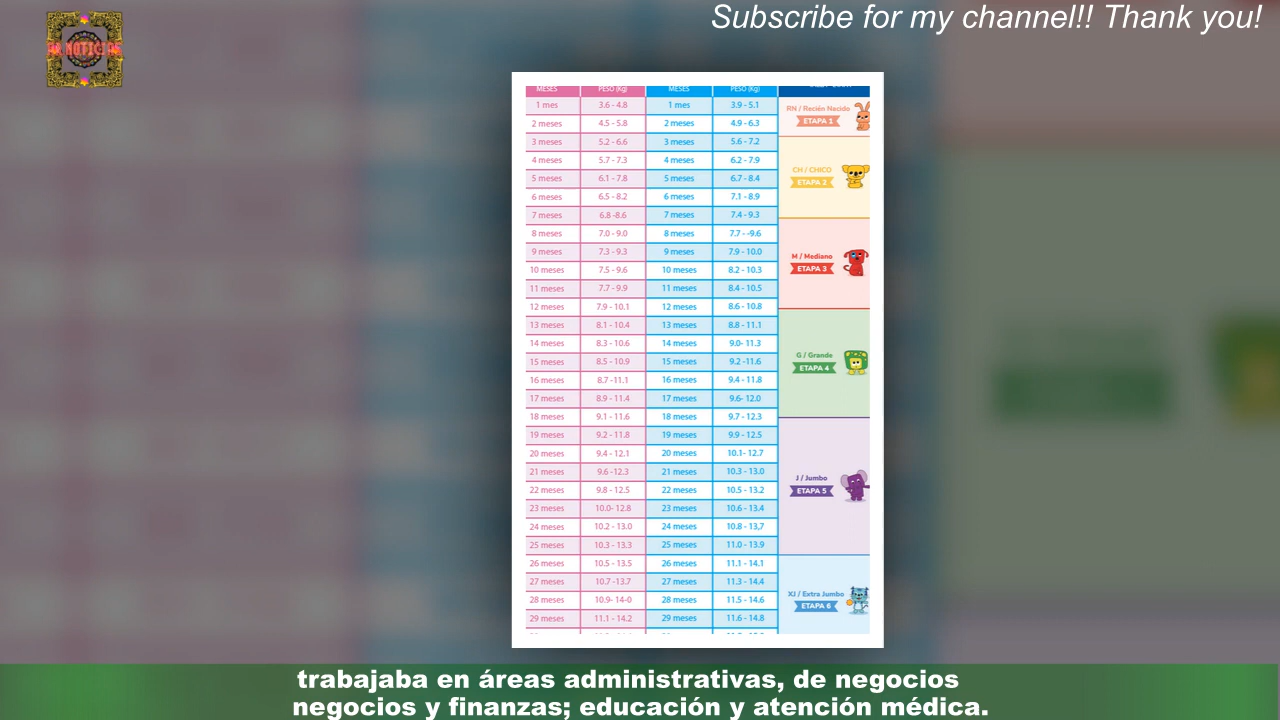 Subscribe for my channel!! Thank you!
NOTICIAS
MESES PESO (Kg) MESES PESO (Kg)
1 mes 3.6 - 4.8 1 mes 3.9 - 5.1
RN / Recién Nacido
2 meses 4.5 - 5.8 2 meses 4.9 - 6.3
ETAPA 1
3 meses 5.2 - 6.6 3 meses 5.6 - 7.2
4 meses 5.7 - 7.3 4 meses 6.2 - 7.9
CH / CHICO
5 meses 6.1 - 7.8 5 meses 6.7 - 8.4
ETAPA 2
6 meses 6.5 - 8.2 6 meses 7.1 - 8.9
7 meses 6.8 -8.6 7 meses 7.4 - 9.3
8 meses 7.0 - 9.0 8 meses 7.7 - -9.6
9 meses 7.3 - 9.3 9 meses 7.9 - 10.0
M / Mediano
10 meses 7.5 - 9.6 10 meses 8.2 - 10.3
ETAPA 3
11 meses 7.7 - 9.9 11 meses 8.4 - 10.5
12 meses 7.9 - 10.1 12 meses 8.6 - 10.8
13 meses 8.1 - 10.4 13 meses 8.8 - 11.1
14 meses 8.3 - 10.6 14 meses 9.0- 11.3
G / Grande
15 meses 8.5 - 10.9 15 meses 9.2 -11.6
ETAPA 4
16 meses 8.7 -11.1 16 meses 9.4 - 11.8
17 meses 8.9 - 11.4 17 meses 9.6- 12.0
18 meses 9.1 - 11.6 18 meses 9.7 - 12.3
19 meses 9.2 - 11.8 19 meses 9.9 - 12.5
20 meses 9.4 - 12.1 20 meses 10.1- 12.7
21 meses 9.6 -12.3 21 meses 10.3 - 13.0
J / Jumbo
22 meses 9.8 - 12.5 22 meses 10.5 - 13.2
ETAPA 5
23 meses 10.0- 12.8 23 meses 10.6 - 13.4
24 meses 10.2 - 13.0 24 meses 10.8 - 13,7
25 meses 10.3 - 13.3 25 meses 11.0 - 13.9
26 meses 10.5 - 13.5 26 meses 11.1 - 14.1
27 meses 10.7 -13.7 27 meses 11.3 - 14.4
XJ / Extra Jumbo
28 meses 10.9- 14-0 28 meses 11.5 - 14.6
ETAPA 6
29 meses 11.1 - 14.2 29 meses 11.6 - 14.8
trabajaba en áreas administrativas, de negocios
negocios y finanzas; educación y atención médica.